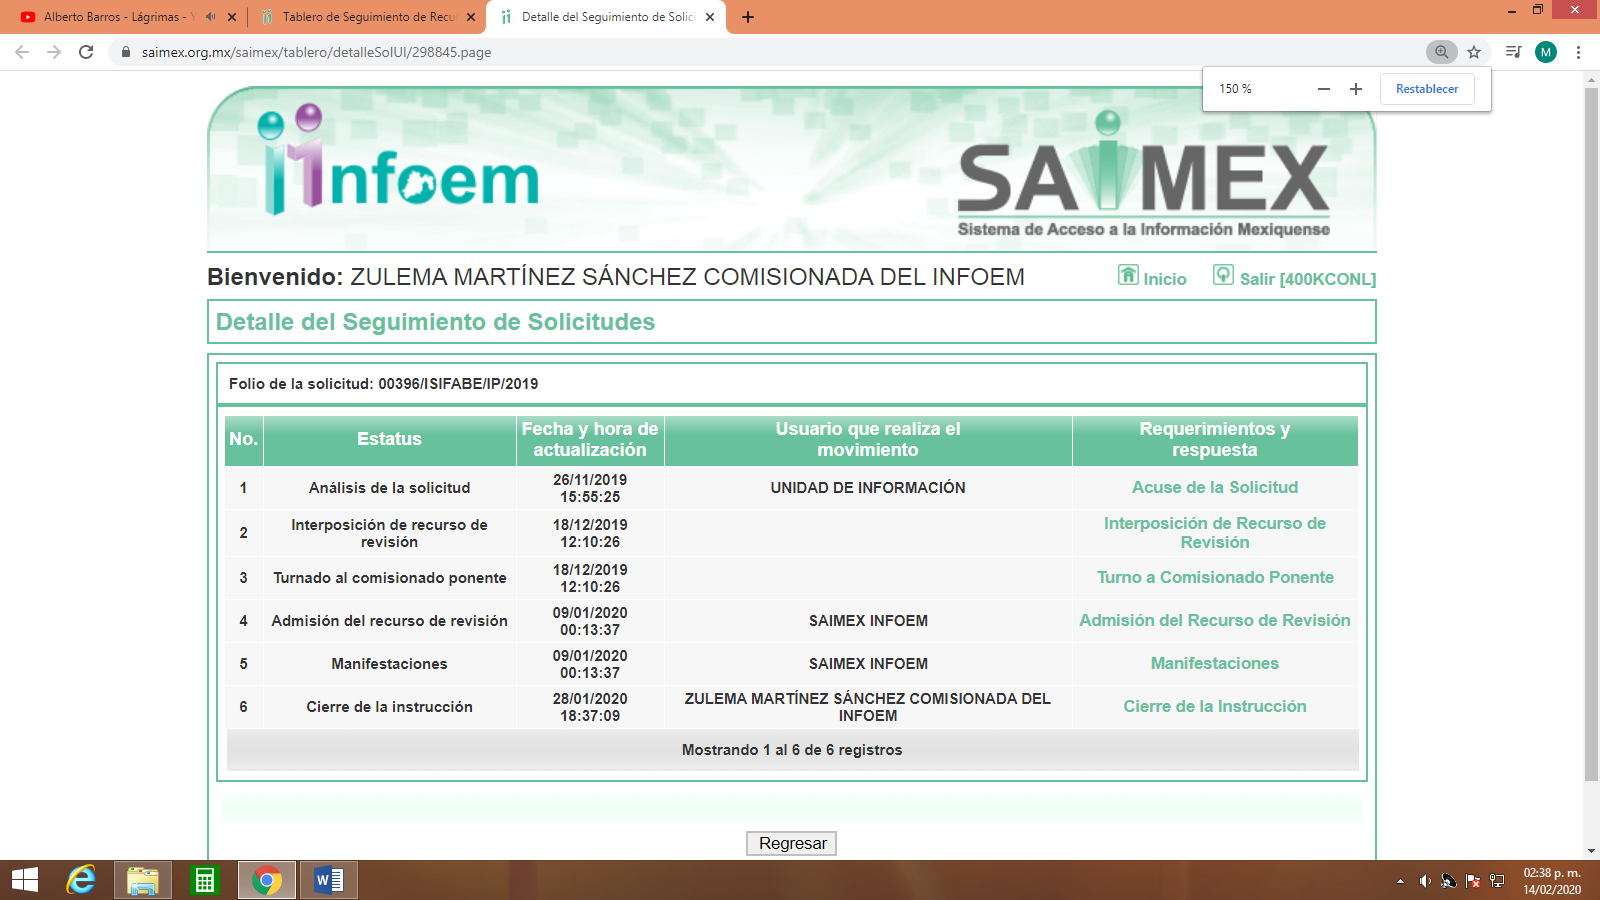 Alberto Barros - Lágrimas - Y
Tablero de Seguimiento de Recu
Detalle del Seguimiento de Solic
saimex.org.mx/saimex/tablero/detalleSolUI/298845.page
M
150 %
Restablecer
infoem
SAIMEX
Sistema de Acceso a la Información Mexiquense
Bienvenido: ZULEMA MARTÍNEZ SÁNCHEZ COMISIONADA DEL INFOEM
Inicio
Salir [400KCONL]
Detalle del Seguimiento de Solicitudes
Folio de la solicitud: 00396/ISIFABE/IP/2019
No. Estatus Fecha y hora de actualización Usuario que realiza el movimiento Requerimientos y respuesta
1 Análisis de la solicitud 26/11/2019 15:55:25 UNIDAD DE INFORMACIÓN Acuse de la Solicitud
2 Interposición de recurso de revisión 18/12/2019 12:10:26 Interposición de Recurso de Revisión
3 Turnado al comisionado ponente 18/12/2019 12:10:26 Turno a Comisionado Ponente
4 Admisión del recurso de revisión 09/01/2020 00:13:37 SAIMEX INFOEM Admisión del Recurso de Revisión
5 Manifestaciones 09/01/2020 00:13:37 SAIMEX INFOEM Manifestaciones
6 Cierre de la instrucción 28/01/2020 18:37:09 ZULEMA MARTÍNEZ SÁNCHEZ COMISIONADA DEL INFOEM Cierre de la Instrucción
Mostrando 1 al 6 de 6 registros
Regresar
02:38 p. m.
14/02/2020